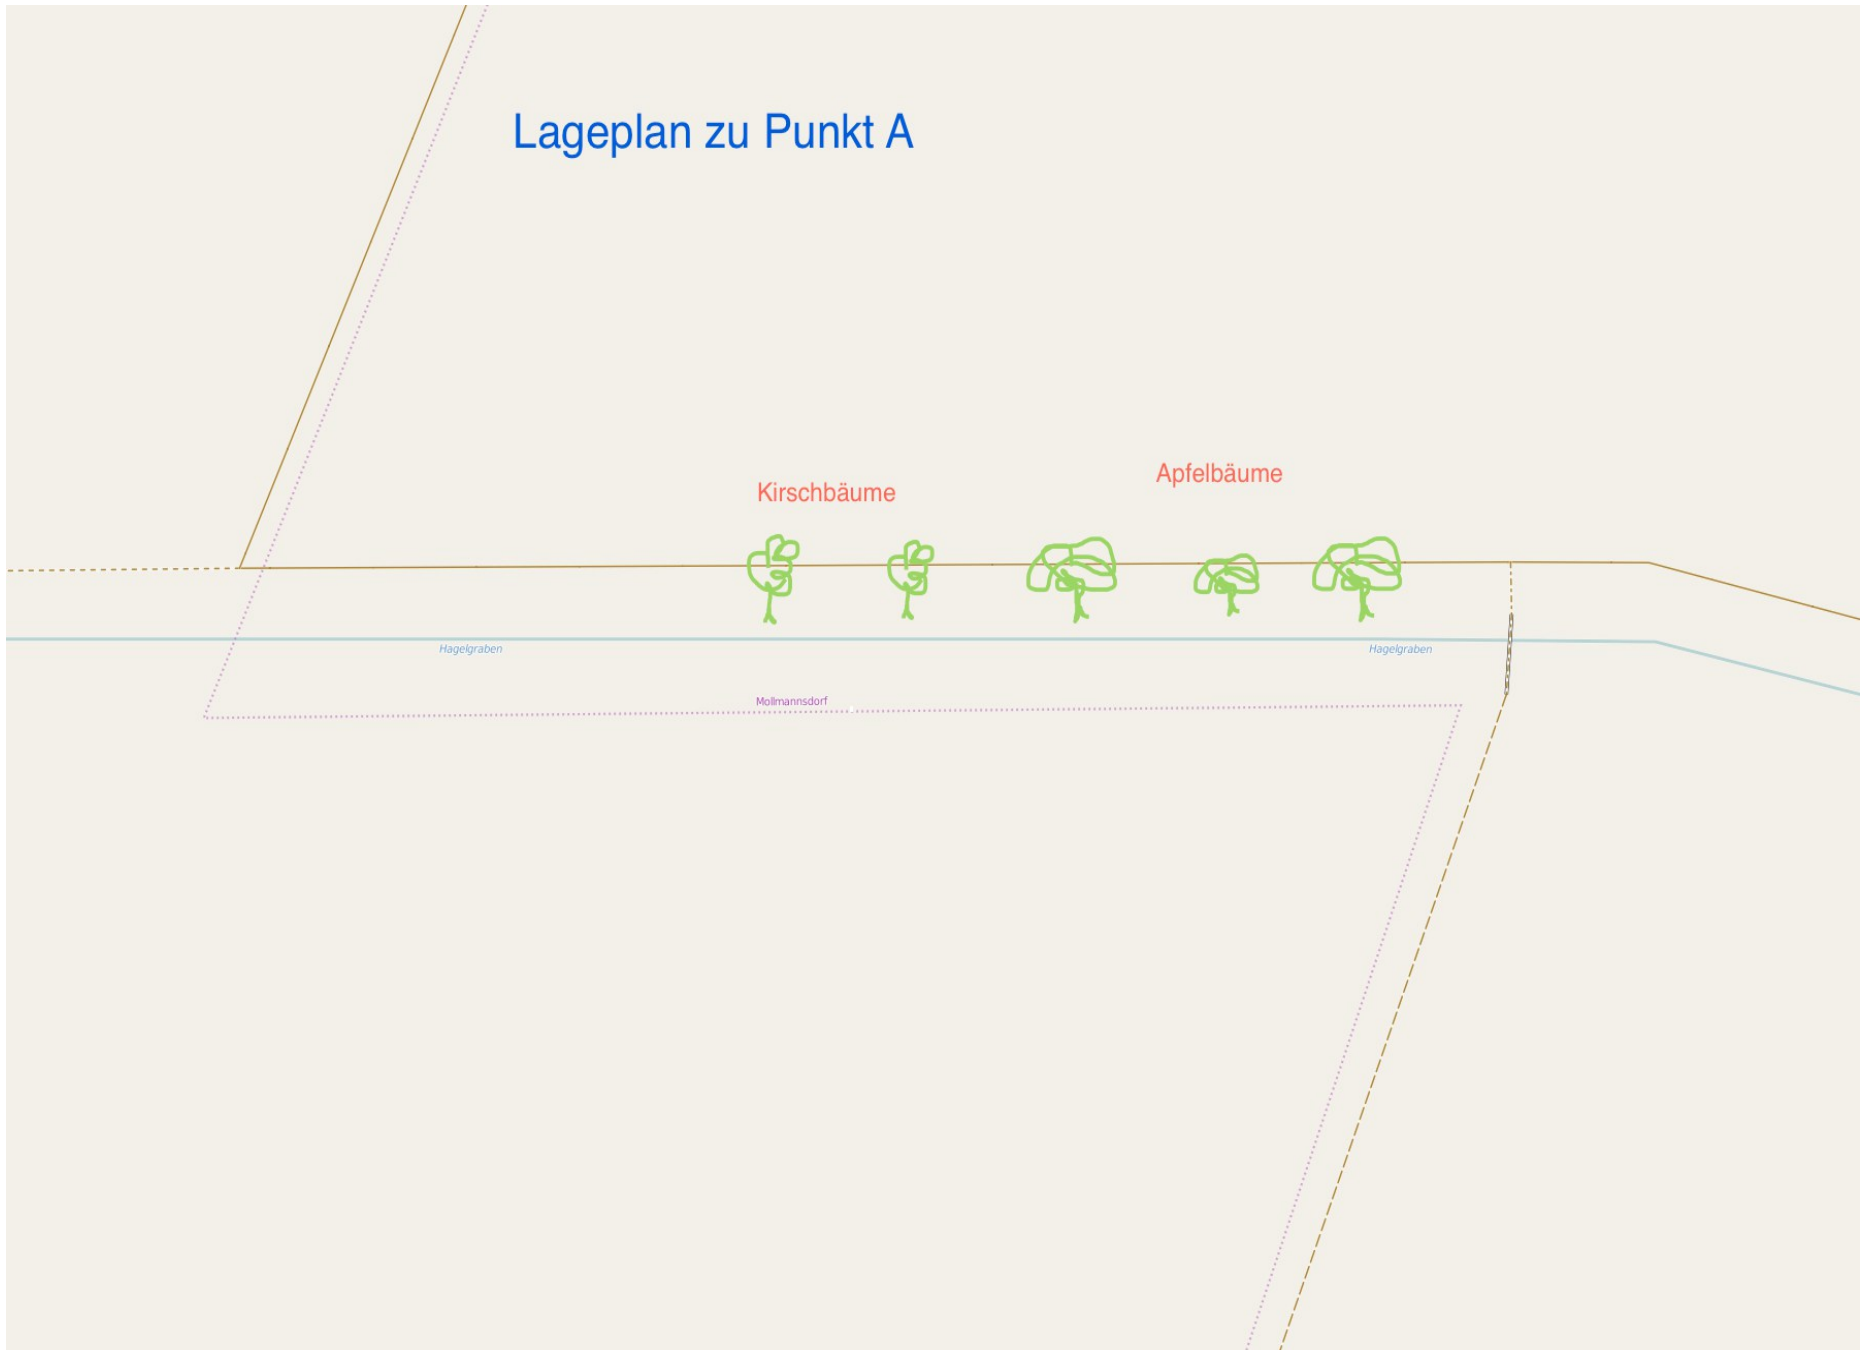 Lageplan zu Punkt A
Apfelbäume
Kirschbäume
Hagelgraben
Hagelgraben
Mollmannsdorf